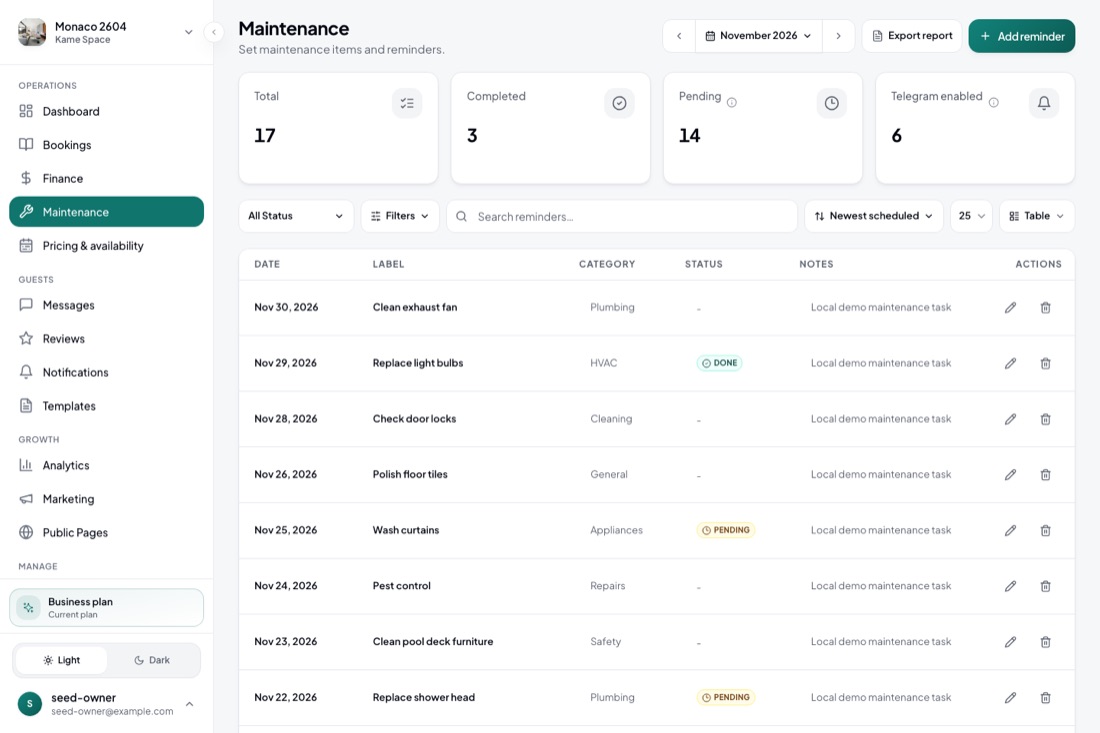 Monaco 2604
Kame Space
OPERATIONS
Dashboard
Bookings
Finance
Maintenance
Pricing & availability
GUESTS
Messages
Reviews
Notifications
Templates
GROWTH
Analytics
Marketing
Public Pages
MANAGE
Business plan
Current plan
Light Dark
S
seed-owner
seed-owner@example.com
Maintenance
Set maintenance items and reminders.
November 2026
Export report
Add reminder
Total
17
Completed
3
Pending
14
Telegram enabled
6
All Status
Filters
Search reminders...
Newest scheduled
25
Table
DATE LABEL CATEGORY STATUS NOTES ACTIONS
Nov 30, 2026 Clean exhaust fan Plumbing - Local demo maintenance task
Nov 29, 2026 Replace light bulbs HVAC DONE Local demo maintenance task
Nov 28, 2026 Check door locks Cleaning - Local demo maintenance task
Nov 26, 2026 Polish floor tiles General - Local demo maintenance task
Nov 25, 2026 Wash curtains Appliances PENDING Local demo maintenance task
Nov 24, 2026 Pest control Repairs - Local demo maintenance task
Nov 23, 2026 Clean pool deck furniture Safety - Local demo maintenance task
Nov 22, 2026 Replace shower head Plumbing PENDING Local demo maintenance task